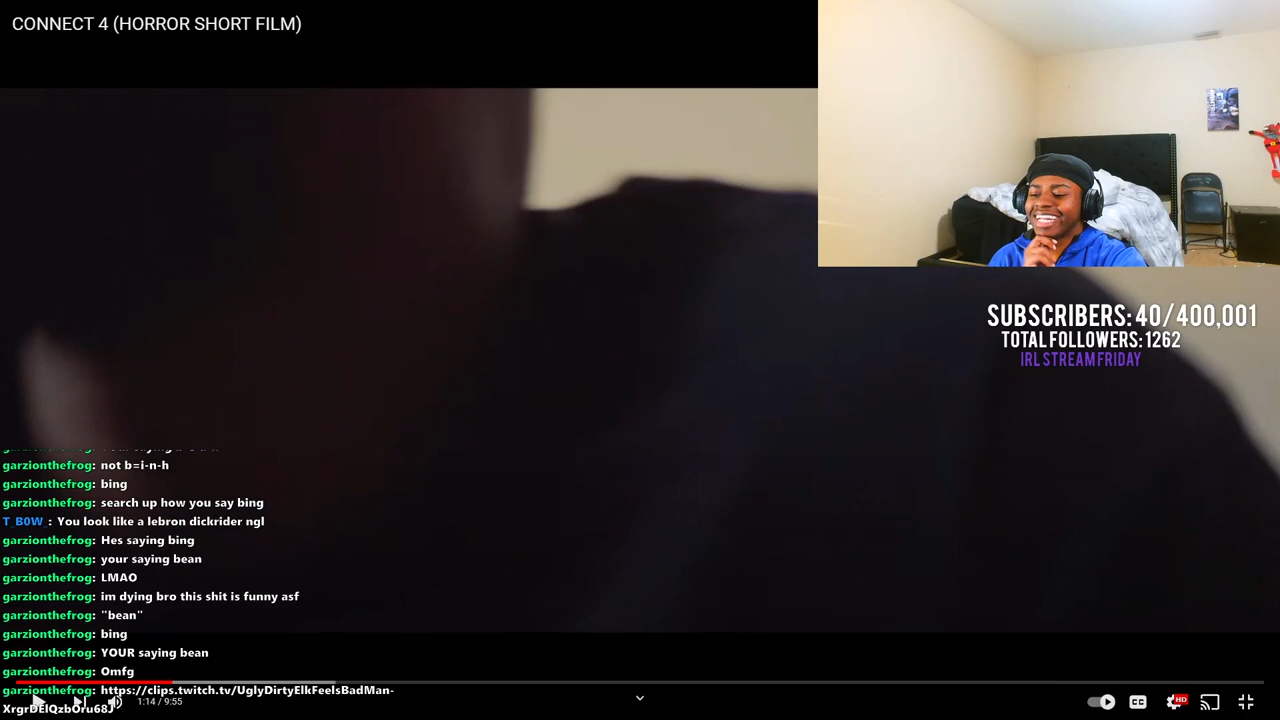 CONNECT 4 (HORROR SHORT FILM)
SUBSCRIBERS: 40/400,001
TOTAL FOLLOWERS: 1262
IRL STREAM FRIDAY
garzionthefrog: not b=i-n-h
garzionthefrog: bing
garzionthefrog: search up how you say bing
T_B0W_: You look like a lebron dickrider ngl
garzionthefrog: Hes saying bing
garzionthefrog: your saying bean
garzionthefrog: LMAO
garzionthefrog: im dying bro this shit is funny asf
garzionthefrog: "bean"
garzionthefrog: bing
garzionthefrog: YOUR saying bean
garzionthefrog: Omfg
garzionthefrog: https://clips.twitch.tv/UglyDirtyElkFeelsBadMan-
XrgrDElQzbOru68J
1:14 / 9:55
HD